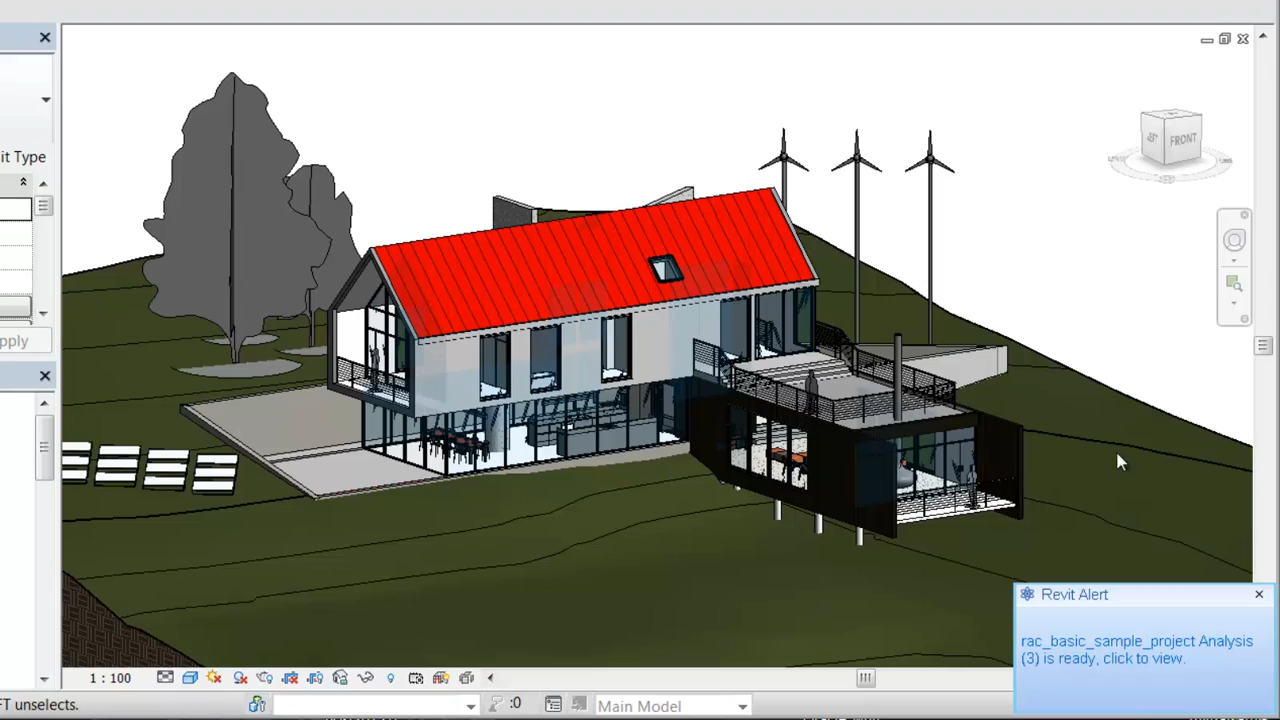 FRONT
it Type
pply
Revit Alert
rac_basic_sample_project Analysis
(3) is ready, click to view.
1 : 100
FT unselects.
:0
Main Model